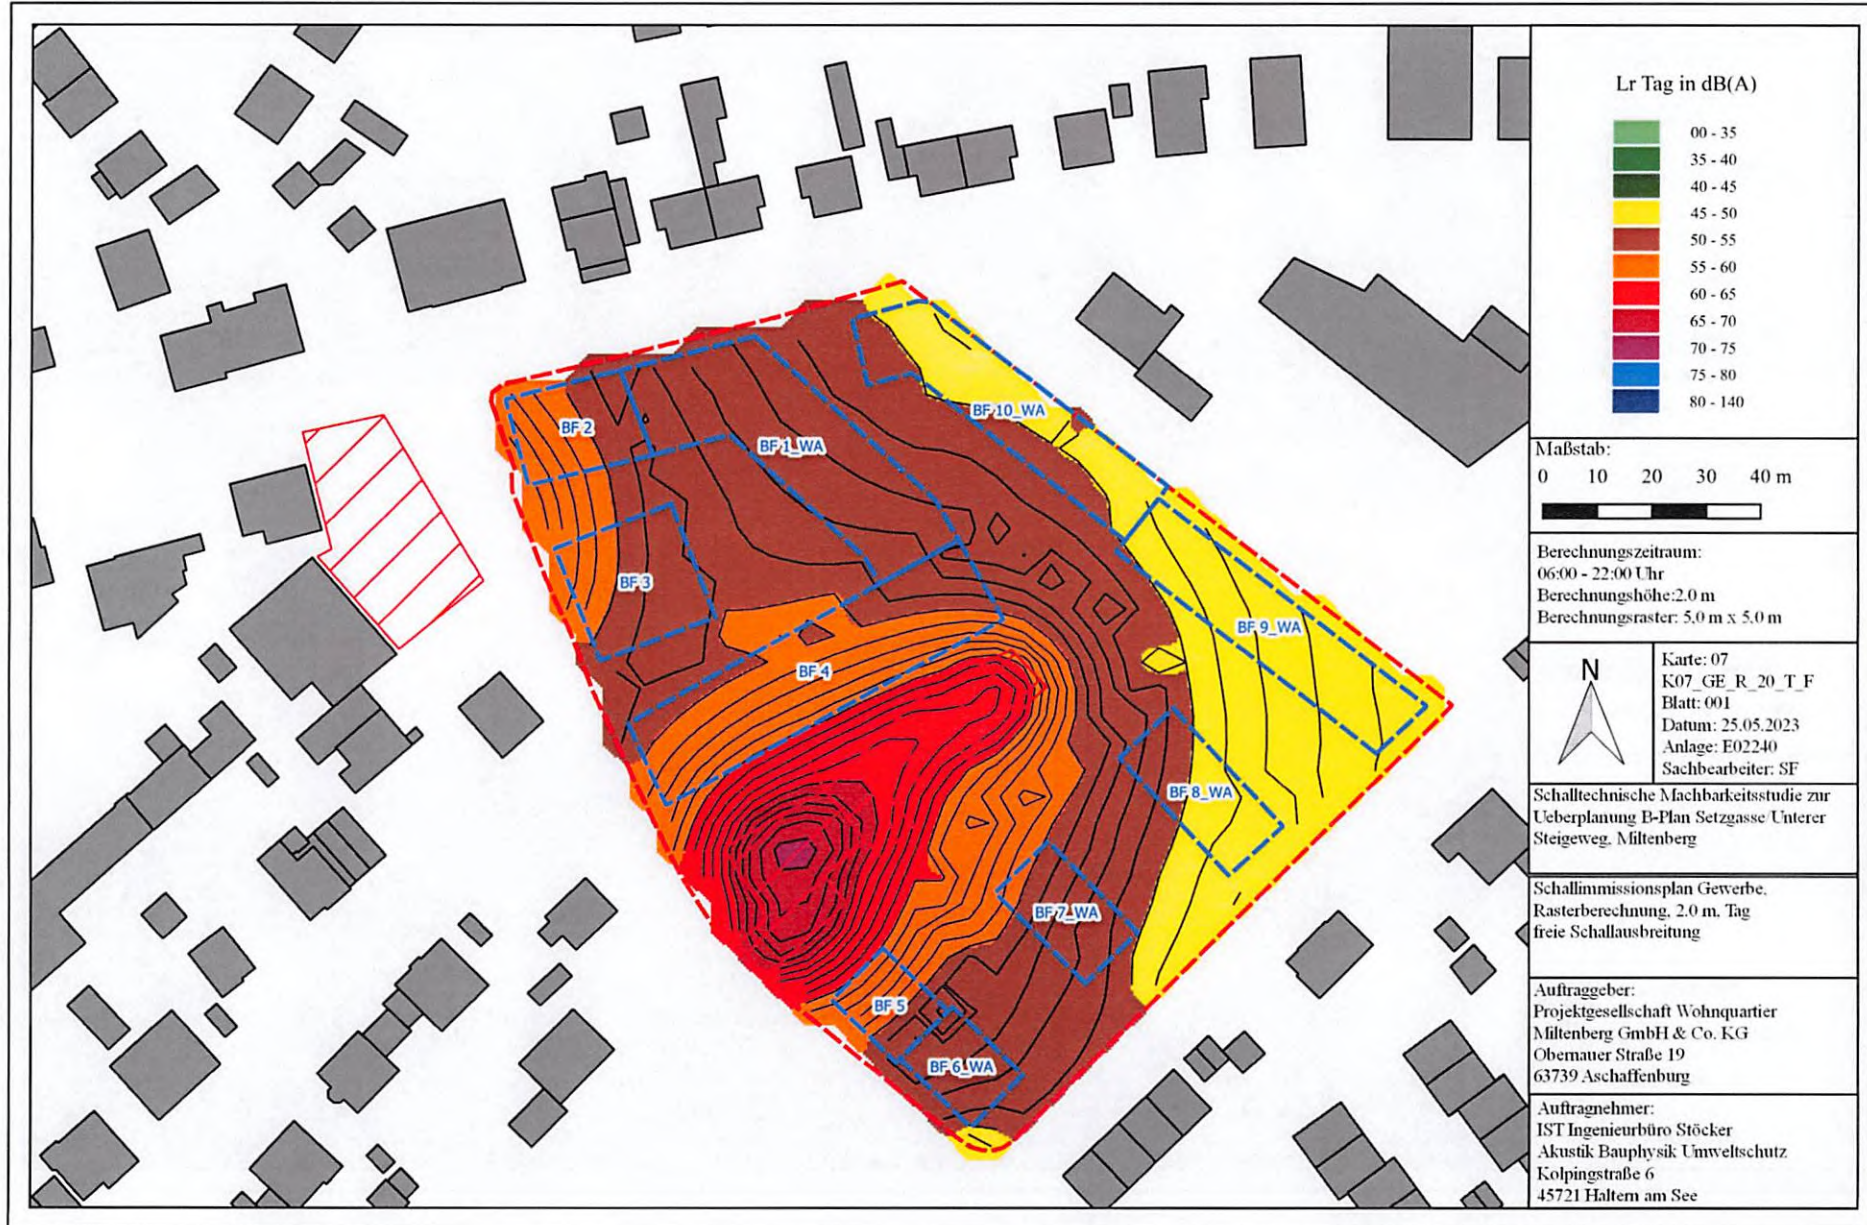 BF 2
BF 1_WA
BF 10_WA
BF 3
BF 4
BF 9_WA
BF 8_WA
BF 7_WA
BF 5
BF 6_WA
Lr Tag in dB(A)
00 - 35
35 - 40
40 - 45
45 - 50
50 - 55
55 - 60
60 - 65
65 - 70
70 - 75
75 - 80
80 - 140
Maßstab:
0 10 20 30 40 m
Berechnungszeitraum:
06:00 - 22:00 Uhr
Berechnungshöhe:2.0 m
Berechnungsraster: 5,0 m x 5,0 m
N
Karte: 07
K07_GE_R_20_T_F
Blatt: 001
Datum: 25.05.2023
Anlage: E02240
Sachbearbeiter: SF
Schalltechnische Machbarkeitsstudie zur
Ueberplanung B-Plan Setzgasse/Unterer
Steigeweg, Miltenberg
Schallimmissionsplan Gewerbe,
Rasterberechnung, 2.0 m, Tag
freie Schallausbreitung
Auftraggeber:
Projektgesellschaft Wohnquartier
Miltenberg GmbH & Co. KG
Obernauer Straße 19
63739 Aschaffenburg
Auftragnehmer:
IST Ingenieurbüro Stöcker
Akustik Bauphysik Umweltschutz
Kolpingstraße 6
45721 Haltern am See